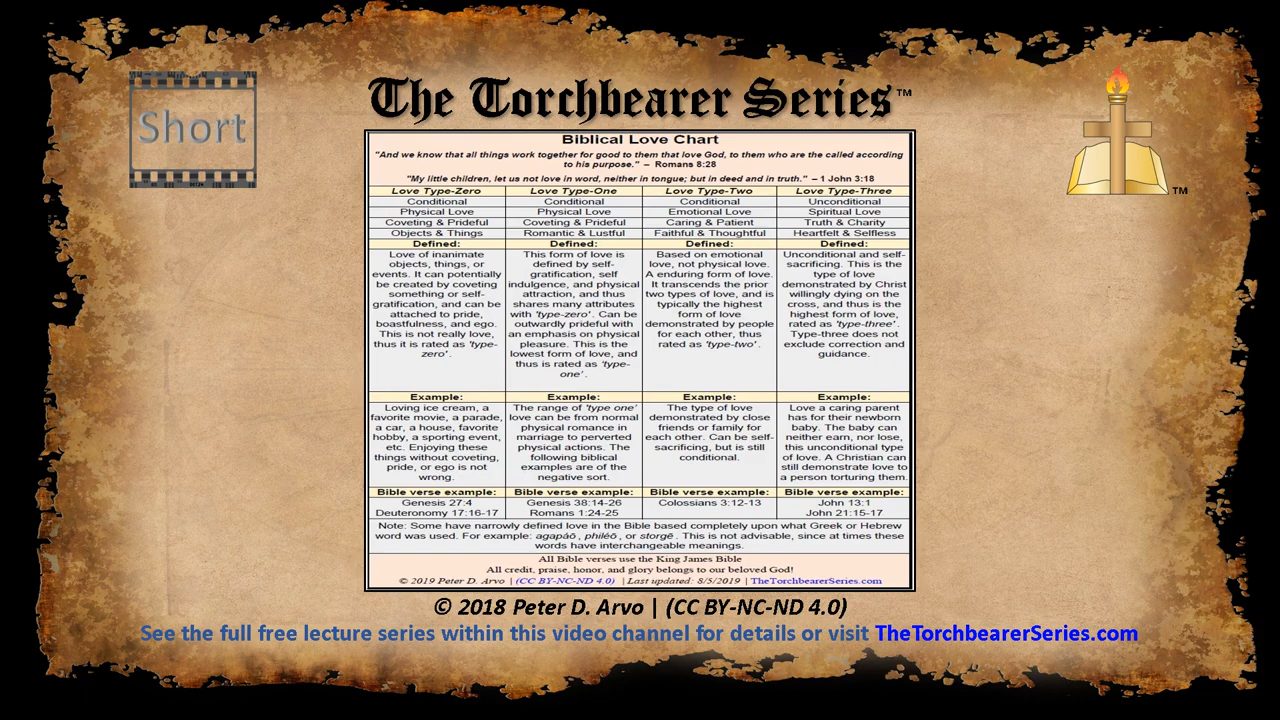 Short
The Torchbearer Series™
™
Biblical Love Chart
"And we know that all things work together for good to them that love God, to them who are the called according
to his purpose." – Romans 8:28
"My little children, let us not love in word, neither in tongue; but in deed and in truth." – 1 John 3:18
Love Type-Zero Love Type-One Love Type-Two Love Type-Three
Conditional Conditional Conditional Unconditional
Physical Love Physical Love Emotional Love Spiritual Love
Coveting & Prideful Coveting & Prideful Caring & Patient Truth & Charity
Objects & Things Romantic & Lustful Faithful & Thoughtful Heartfelt & Selfless
Defined: Defined: Defined: Defined:
Love of inanimate
objects, things, or
events. It can potentially
be created by coveting
something or self-
gratification, and can be
attached to pride,
boastfulness, and ego.
This is not really love,
thus it is rated as 'type-
zero'.
This form of love is
defined by self-
gratification, self
indulgence, and physical
attraction, and thus
shares many attributes
with 'type-zero'. Can be
outwardly prideful with
an emphasis on physical
pleasure. This is the
lowest form of love, and
thus is rated as 'type-
one'.
Based on emotional
love, not physical love.
A enduring form of love.
It transcends the prior
two types of love, and is
typically the highest
form of love
demonstrated by people
for each other, thus
rated as 'type-two'.
Unconditional and self-
sacrificing. This is the
type of love
demonstrated by Christ
willingly dying on the
cross, and thus is the
highest form of love,
rated as 'type-three'.
Type-three does not
exclude correction and
guidance.
Example: Example: Example: Example:
Loving ice cream, a
favorite movie, a parade,
a car, a house, favorite
hobby, a sporting event,
etc. Enjoying these
things without coveting,
pride, or ego is not
wrong.
The range of 'type one'
love can be from normal
physical romance in
marriage to perverted
physical actions. The
following biblical
examples are of the
negative sort.
The type of love
demonstrated by close
friends or family for
each other. Can be self-
sacrificing, but is still
conditional.
Love a caring parent
has for their newborn
baby. The baby can
neither earn, nor lose,
this unconditional type
of love. A Christian can
still demonstrate love to
a person torturing them.
Bible verse example: Bible verse example: Bible verse example: Bible verse example:
Genesis 27:4 Genesis 38:14-26 Colossians 3:12-13 John 13:1
Deuteronomy 17:16-17 Romans 1:24-25 John 21:15-17
Note: Some have narrowly defined love in the Bible based completely upon what Greek or Hebrew
word was used. For example: agapáō, philéō, or storgē. This is not advisable, since at times these
words have interchangeable meanings.
All Bible verses use the King James Bible
All credit, praise, honor, and glory belongs to our beloved God!
© 2019 Peter D. Arvo | (CC BY-NC-ND 4.0) | Last updated: 8/5/2019 | TheTorchbearerSeries.com
© 2018 Peter D. Arvo | (CC BY-NC-ND 4.0)
See the full free lecture series within this video channel for details or visit TheTorchbearerSeries.com